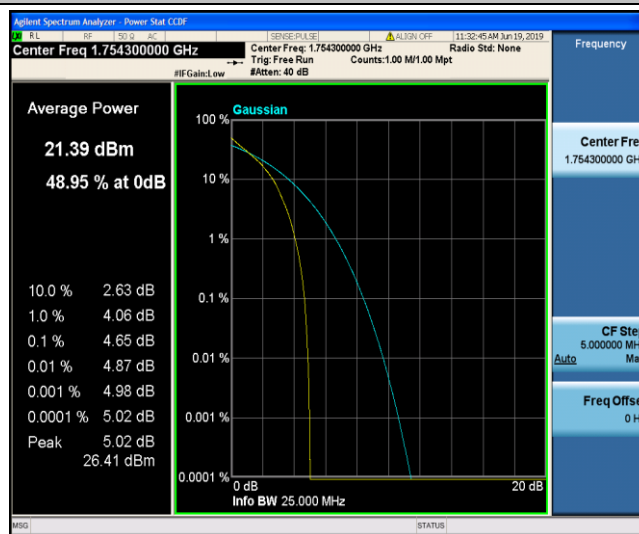 Agilent Spectrum Analyzer - Power Stat CCDF
RL RF 50 Ω AC SENSE:PULSE ALIGN OFF 11:32:45 AM Jun 19, 2019
Center Freq 1.754300000 GHz
Center Freq: 1.754300000 GHz Radio Std: None
Trig: Free Run Counts:1.00 M/1.00 Mpt
#IFGain:Low #Atten: 40 dB
Frequency
Average Power
21.39 dBm
48.95 % at 0dB
10.0 % 2.63 dB
1.0 % 4.06 dB
0.1 % 4.65 dB
0.01 % 4.87 dB
0.001 % 4.98 dB
0.0001 % 5.02 dB
Peak 5.02 dB
26.41 dBm
Gaussian
100 %
10 %
1 %
0.1 %
0.01 %
0.001 %
0.0001 %
0 dB 20 dB
Info BW 25.000 MHz
Center Fre
1.754300000 GH
CF Ste
5.000000 MH
Auto Ma
Freq Offse
0 H
MSG STATUS